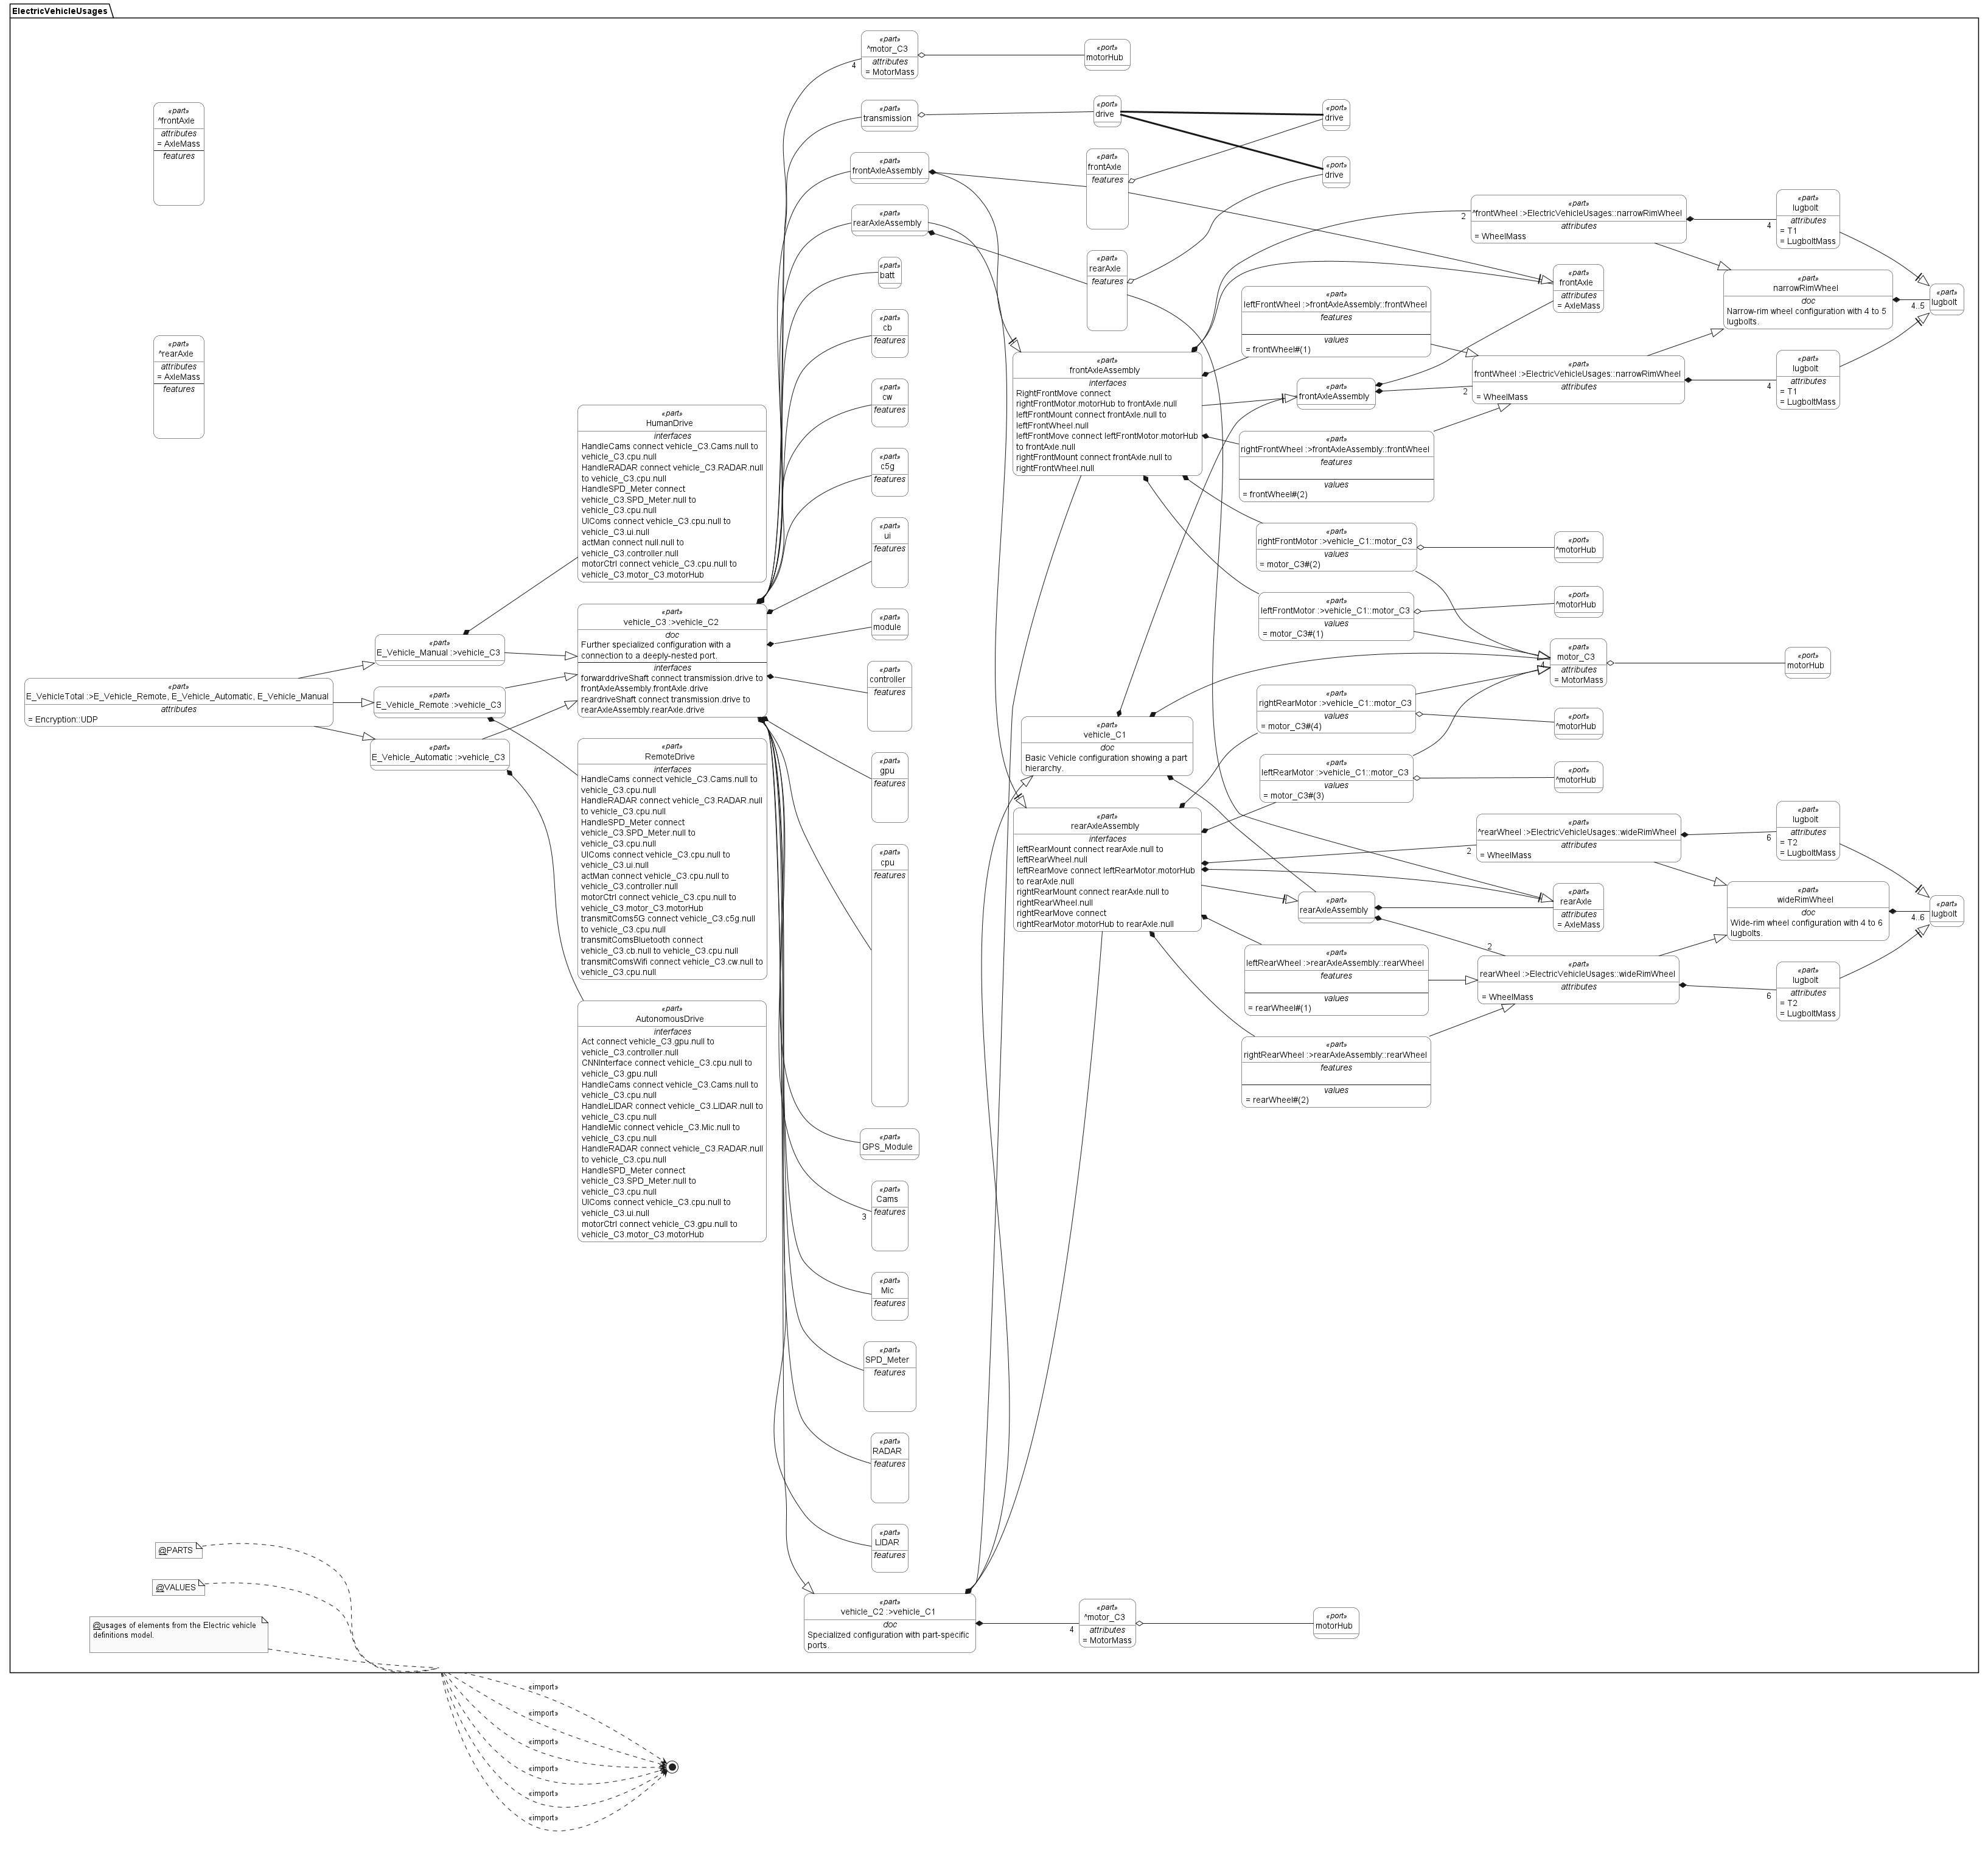 ElectricVehicleUsages
«part»
^motor_C3
attributes
= MotorMass
4
«port»
motorHub
«part»
^frontAxle
attributes
= AxleMass
features
«part»
transmission
«port»
drive
«port»
drive
«port»
drive
«part»
frontAxleAssembly
«part»
frontAxle
features
«part»
rearAxleAssembly
«part»
rearAxle
features
«part»
batt
«part»
cb
features
«part»
cw
features
«part»
c5g
features
«part»
ui
features
«part»
module
«part»
controller
features
«part»
gpu
features
«part»
cpu
features
«part»
GPS_Module
«part»
Cams
features
3
«part»
Mic
features
«part»
SPD_Meter
features
«part»
RADAR
features
«part»
LIDAR
features
«part»
^rearAxle
attributes
= AxleMass
features
«part»
HumanDrive
interfaces
HandleCams connect vehicle_C3.Cams.null to
vehicle_C3.cpu.null
HandleRADAR connect vehicle_C3.RADAR.null
to vehicle_C3.cpu.null
HandleSPD_Meter connect
vehicle_C3.SPD_Meter.null to
vehicle_C3.cpu.null
UIComs connect vehicle_C3.cpu.null to
vehicle_C3.ui.null
actMan connect null.null to
vehicle_C3.controller.null
motorCtrl connect vehicle_C3.cpu.null to
vehicle_C3.motor_C3.motorHub
«part»
vehicle_C3 :>vehicle_C2
doc
Further specialized configuration with a
connection to a deeply-nested port.
interfaces
forwarddriveShaft connect transmission.drive to
frontAxleAssembly.frontAxle.drive
reardriveShaft connect transmission.drive to
rearAxleAssembly.rearAxle.drive
«part»
E_Vehicle_Manual :>vehicle_C3
«part»
E_VehicleTotal :>E_Vehicle_Remote, E_Vehicle_Automatic, E_Vehicle_Manual
attributes
= Encryption::UDP
«part»
E_Vehicle_Remote :>vehicle_C3
«part»
E_Vehicle_Automatic :>vehicle_C3
«part»
RemoteDrive
interfaces
HandleCams connect vehicle_C3.Cams.null to
vehicle_C3.cpu.null
HandleRADAR connect vehicle_C3.RADAR.null
to vehicle_C3.cpu.null
HandleSPD_Meter connect
vehicle_C3.SPD_Meter.null to
vehicle_C3.cpu.null
UIComs connect vehicle_C3.cpu.null to
vehicle_C3.ui.null
actMan connect vehicle_C3.cpu.null to
vehicle_C3.controller.null
motorCtrl connect vehicle_C3.cpu.null to
vehicle_C3.motor_C3.motorHub
transmitComs5G connect vehicle_C3.c5g.null
to vehicle_C3.cpu.null
transmitComsBluetooth connect
vehicle_C3.cb.null to vehicle_C3.cpu.null
transmitComsWifi connect vehicle_C3.cw.null to
vehicle_C3.cpu.null
«part»
AutonomousDrive
interfaces
Act connect vehicle_C3.gpu.null to
vehicle_C3.controller.null
CNNInterface connect vehicle_C3.cpu.null to
vehicle_C3.gpu.null
HandleCams connect vehicle_C3.Cams.null to
vehicle_C3.cpu.null
HandleLIDAR connect vehicle_C3.LIDAR.null to
vehicle_C3.cpu.null
HandleMic connect vehicle_C3.Mic.null to
vehicle_C3.cpu.null
HandleRADAR connect vehicle_C3.RADAR.null
to vehicle_C3.cpu.null
HandleSPD_Meter connect
vehicle_C3.SPD_Meter.null to
vehicle_C3.cpu.null
UIComs connect vehicle_C3.cpu.null to
vehicle_C3.ui.null
motorCtrl connect vehicle_C3.gpu.null to
vehicle_C3.motor_C3.motorHub
«part»
frontAxleAssembly
interfaces
RightFrontMove connect
rightFrontMotor.motorHub to frontAxle.null
leftFrontMount connect frontAxle.null to
leftFrontWheel.null
leftFrontMove connect leftFrontMotor.motorHub
to frontAxle.null
rightFrontMount connect frontAxle.null to
rightFrontWheel.null
«part»
leftFrontWheel :>frontAxleAssembly::frontWheel
features
values
= frontWheel#(1)
«part»
frontAxleAssembly
«part»
rightFrontWheel :>frontAxleAssembly::frontWheel
features
values
= frontWheel#(2)
«part»
^frontWheel :>ElectricVehicleUsages::narrowRimWheel
attributes
= WheelMass
2
«part»
frontAxle
attributes
= AxleMass
«part»
frontWheel :>ElectricVehicleUsages::narrowRimWheel
attributes
= WheelMass
2
«part»
lugbolt
attributes
= T1
= LugboltMass
4
«part»
narrowRimWheel
doc
Narrow-rim wheel configuration with 4 to 5
lugbolts.
«part»
lugbolt
4..5
«part»
lugbolt
attributes
= T1
= LugboltMass
4
«part»
rightFrontMotor :>vehicle_C1::motor_C3
values
= motor_C3#(2)
«port»
^motorHub
«part»
leftFrontMotor :>vehicle_C1::motor_C3
values
= motor_C3#(1)
«port»
^motorHub
«part»
motor_C3
attributes
= MotorMass
4
«port»
motorHub
«part»
rightRearMotor :>vehicle_C1::motor_C3
values
= motor_C3#(4)
«port»
^motorHub
«part»
leftRearMotor :>vehicle_C1::motor_C3
values
= motor_C3#(3)
«port»
^motorHub
«part»
vehicle_C1
doc
Basic Vehicle configuration showing a part
hierarchy.
«part»
rearAxleAssembly
interfaces
leftRearMount connect rearAxle.null to
leftRearWheel.null
leftRearMove connect leftRearMotor.motorHub
to rearAxle.null
rightRearMount connect rearAxle.null to
rightRearWheel.null
rightRearMove connect
rightRearMotor.motorHub to rearAxle.null
«part»
^rearWheel :>ElectricVehicleUsages::wideRimWheel
attributes
= WheelMass
2
«part»
rearAxleAssembly
«part»
rearAxle
attributes
= AxleMass
«part»
leftRearWheel :>rearAxleAssembly::rearWheel
features
values
= rearWheel#(1)
«part»
rearWheel :>ElectricVehicleUsages::wideRimWheel
attributes
= WheelMass
2
«part»
rightRearWheel :>rearAxleAssembly::rearWheel
features
values
= rearWheel#(2)
«part»
lugbolt
attributes
= T2
= LugboltMass
6
«part»
wideRimWheel
doc
Wide-rim wheel configuration with 4 to 6
lugbolts.
«part»
lugbolt
4..6
«part»
lugbolt
attributes
= T2
= LugboltMass
6
@PARTS
@VALUES
@usages of elements from the Electric vehicle
definitions model.
«part»
vehicle_C2 :>vehicle_C1
doc
Specialized configuration with part-specific
ports.
«part»
^motor_C3
attributes
= MotorMass
4
«port»
motorHub
«import»
«import»
«import»
«import»
«import»
«import»